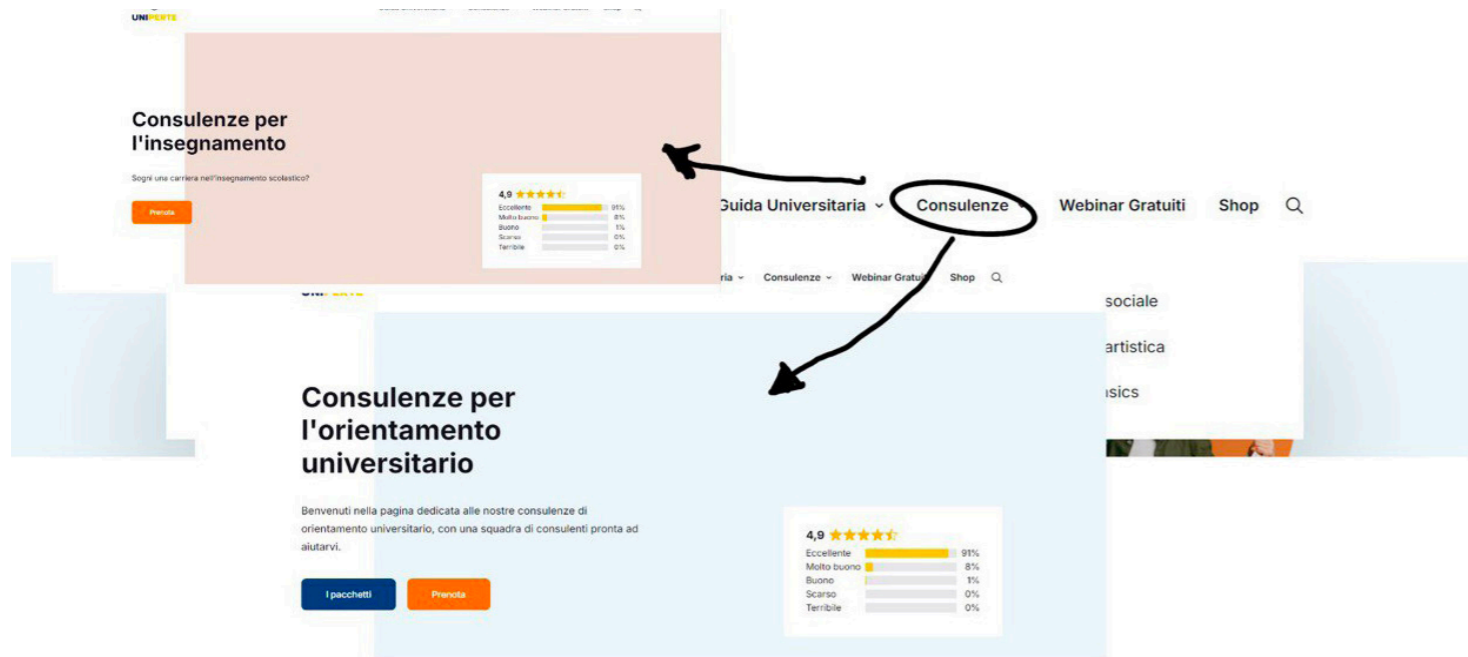 UNIPERTE
Consulenze per
l'insegnamento
Sogni una carriera nell'insegnamento scolastico?
Prenota
4,9
Eccellente 91%
Molto buono 8%
Buono 1%
Scarso 0%
Terribile 0%
Guida Universitaria Consulenze Webinar Gratuiti Shop
Consulenze Webinar Gratuiti Shop
sociale
artistica
Consulenze per
l'orientamento
universitario
Benvenuti nella pagina dedicata alle nostre consulenze di
orientamento universitario, con una squadra di consulenti pronta ad
aiutarvi.
I pacchetti Prenota
4,9
Eccellente 91%
Molto buono 8%
Buono 1%
Scarso 0%
Terribile 0%